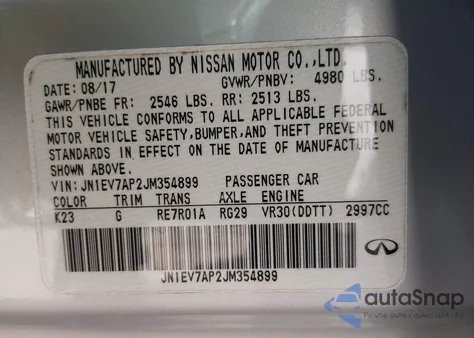 MANUFACTURED BY NISSAN MOTOR CO.,LTD.
DATE: 08/17 GVWR/PNBV: 4980 LBS.
GAWR/PNBE FR: 2546 LBS. RR: 2513 LBS.
THIS VEHICLE CONFORMS TO ALL APPLICABLE FEDERAL
MOTOR VEHICLE SAFETY, BUMPER, AND THEFT PREVENTION
STANDARDS IN EFFECT ON THE DATE OF MANUFACTURE
SHOWN ABOVE.
VIN: JN1EV7AP2JM354899 PASSENGER CAR
COLOR TRIM TRANS AXLE ENGINE
K23 G RE7R01A RG29 VR30(DDTT) 2997CC
JN1EV7AP2JM354899
autoSnap